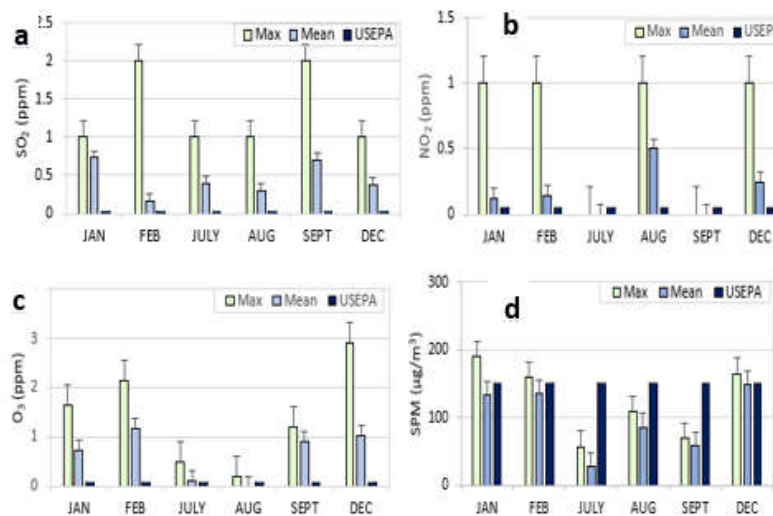 a
2.5
Max Mean USEPA
2
1.5
1
0.5
0
SO₂ (ppm)
JAN FEB JULY AUG SEPT DEC
b
1.5
Max Mean USEPA
1
0.5
0
NO₂ (ppm)
JAN FEB JULY AUG SEPT DEC
c
Max Mean USEPA
3
2
1
0
O₃ (ppm)
JAN FEB JULY AUG SEPT DEC
d
300
Max Mean USEPA
200
100
0
SPM (µg/m³)
JAN FEB JULY AUG SEPT DEC